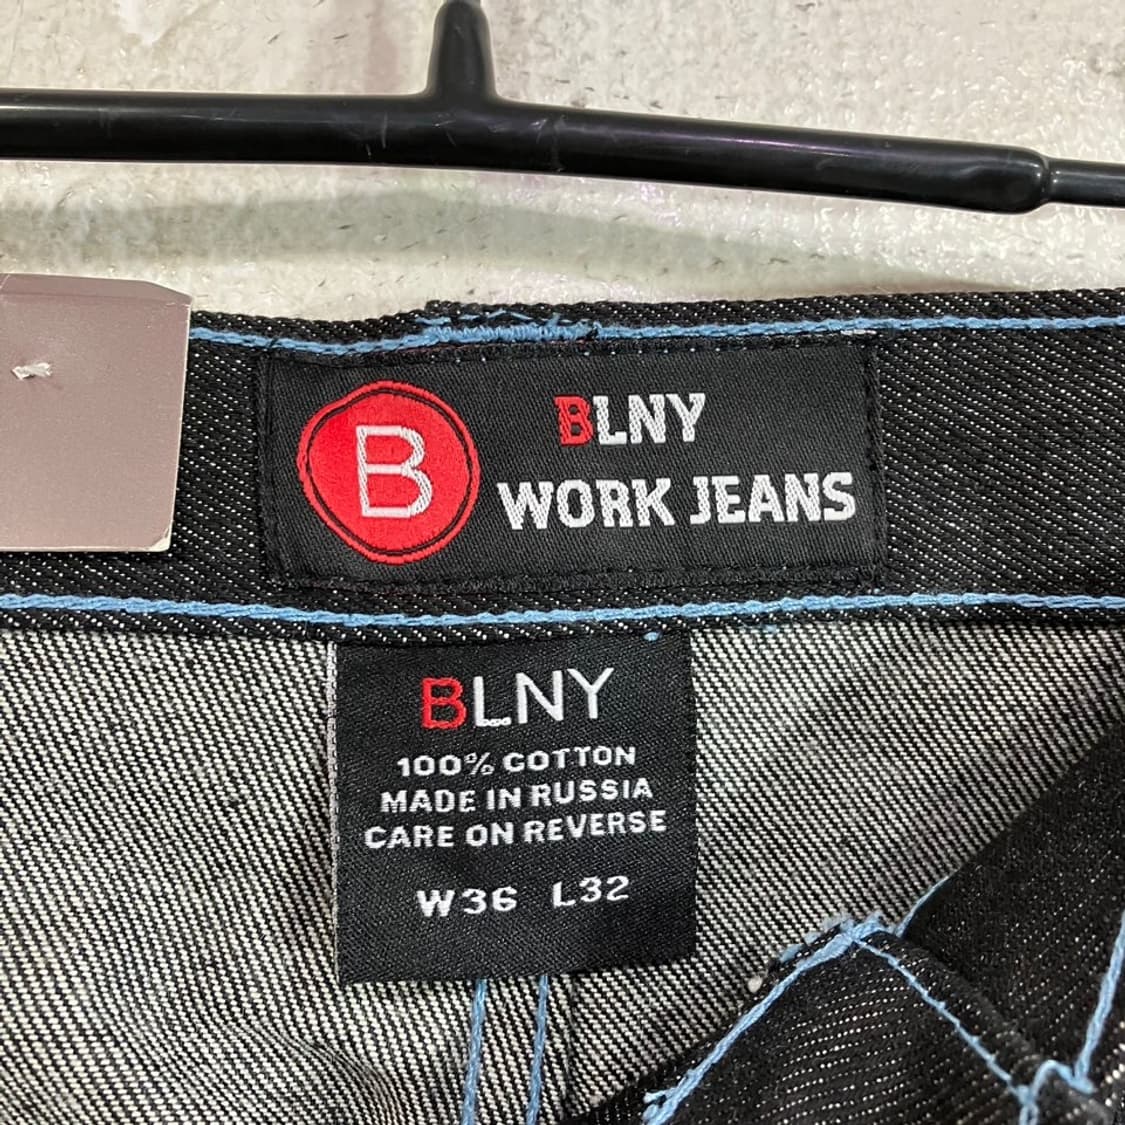 B
BLNY
WORK JEANS
BLNY
100% COTTON
MADE IN RUSSIA
CARE ON REVERSE
W36 L32